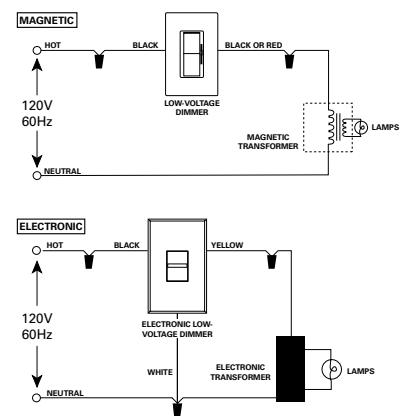 MAGNETIC
HOT
BLACK
BLACK OR RED
120V
60Hz
LOW-VOLTAGE
DIMMER
MAGNETIC
TRANSFORMER
LAMPS
NEUTRAL
ELECTRONIC
HOT
BLACK
YELLOW
120V
60Hz
ELECTRONIC LOW-
VOLTAGE DIMMER
WHITE
ELECTRONIC
TRANSFORMER
LAMPS
NEUTRAL